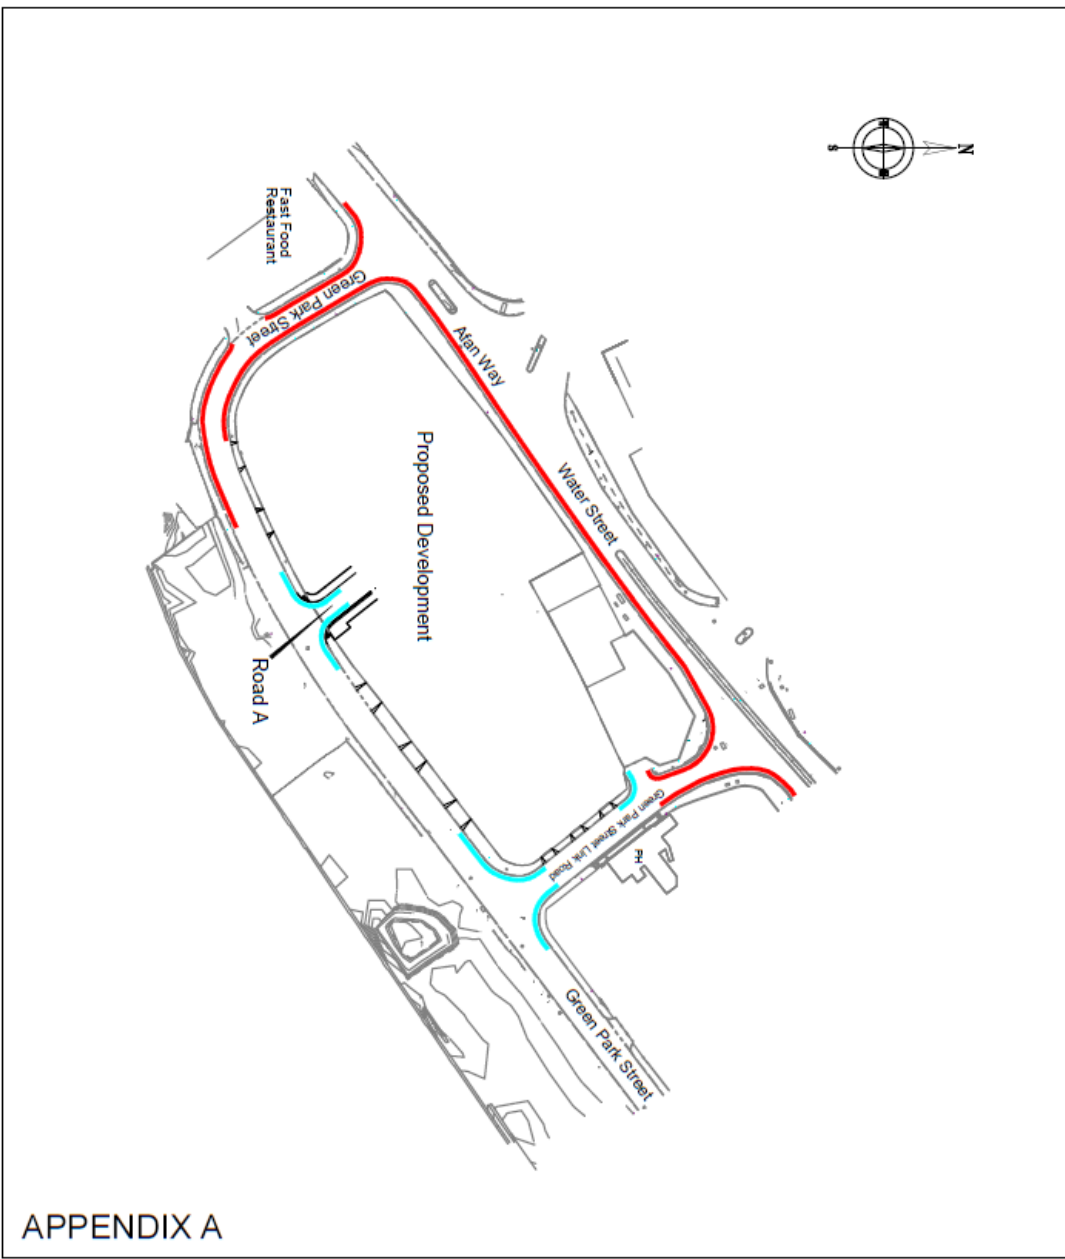 N
S
Fast Food
Restaurant
Green Park Street
Afan Way
Water Street
Proposed Development
Road A
Green Park Street Link Road
PH
Green Park Street
APPENDIX A